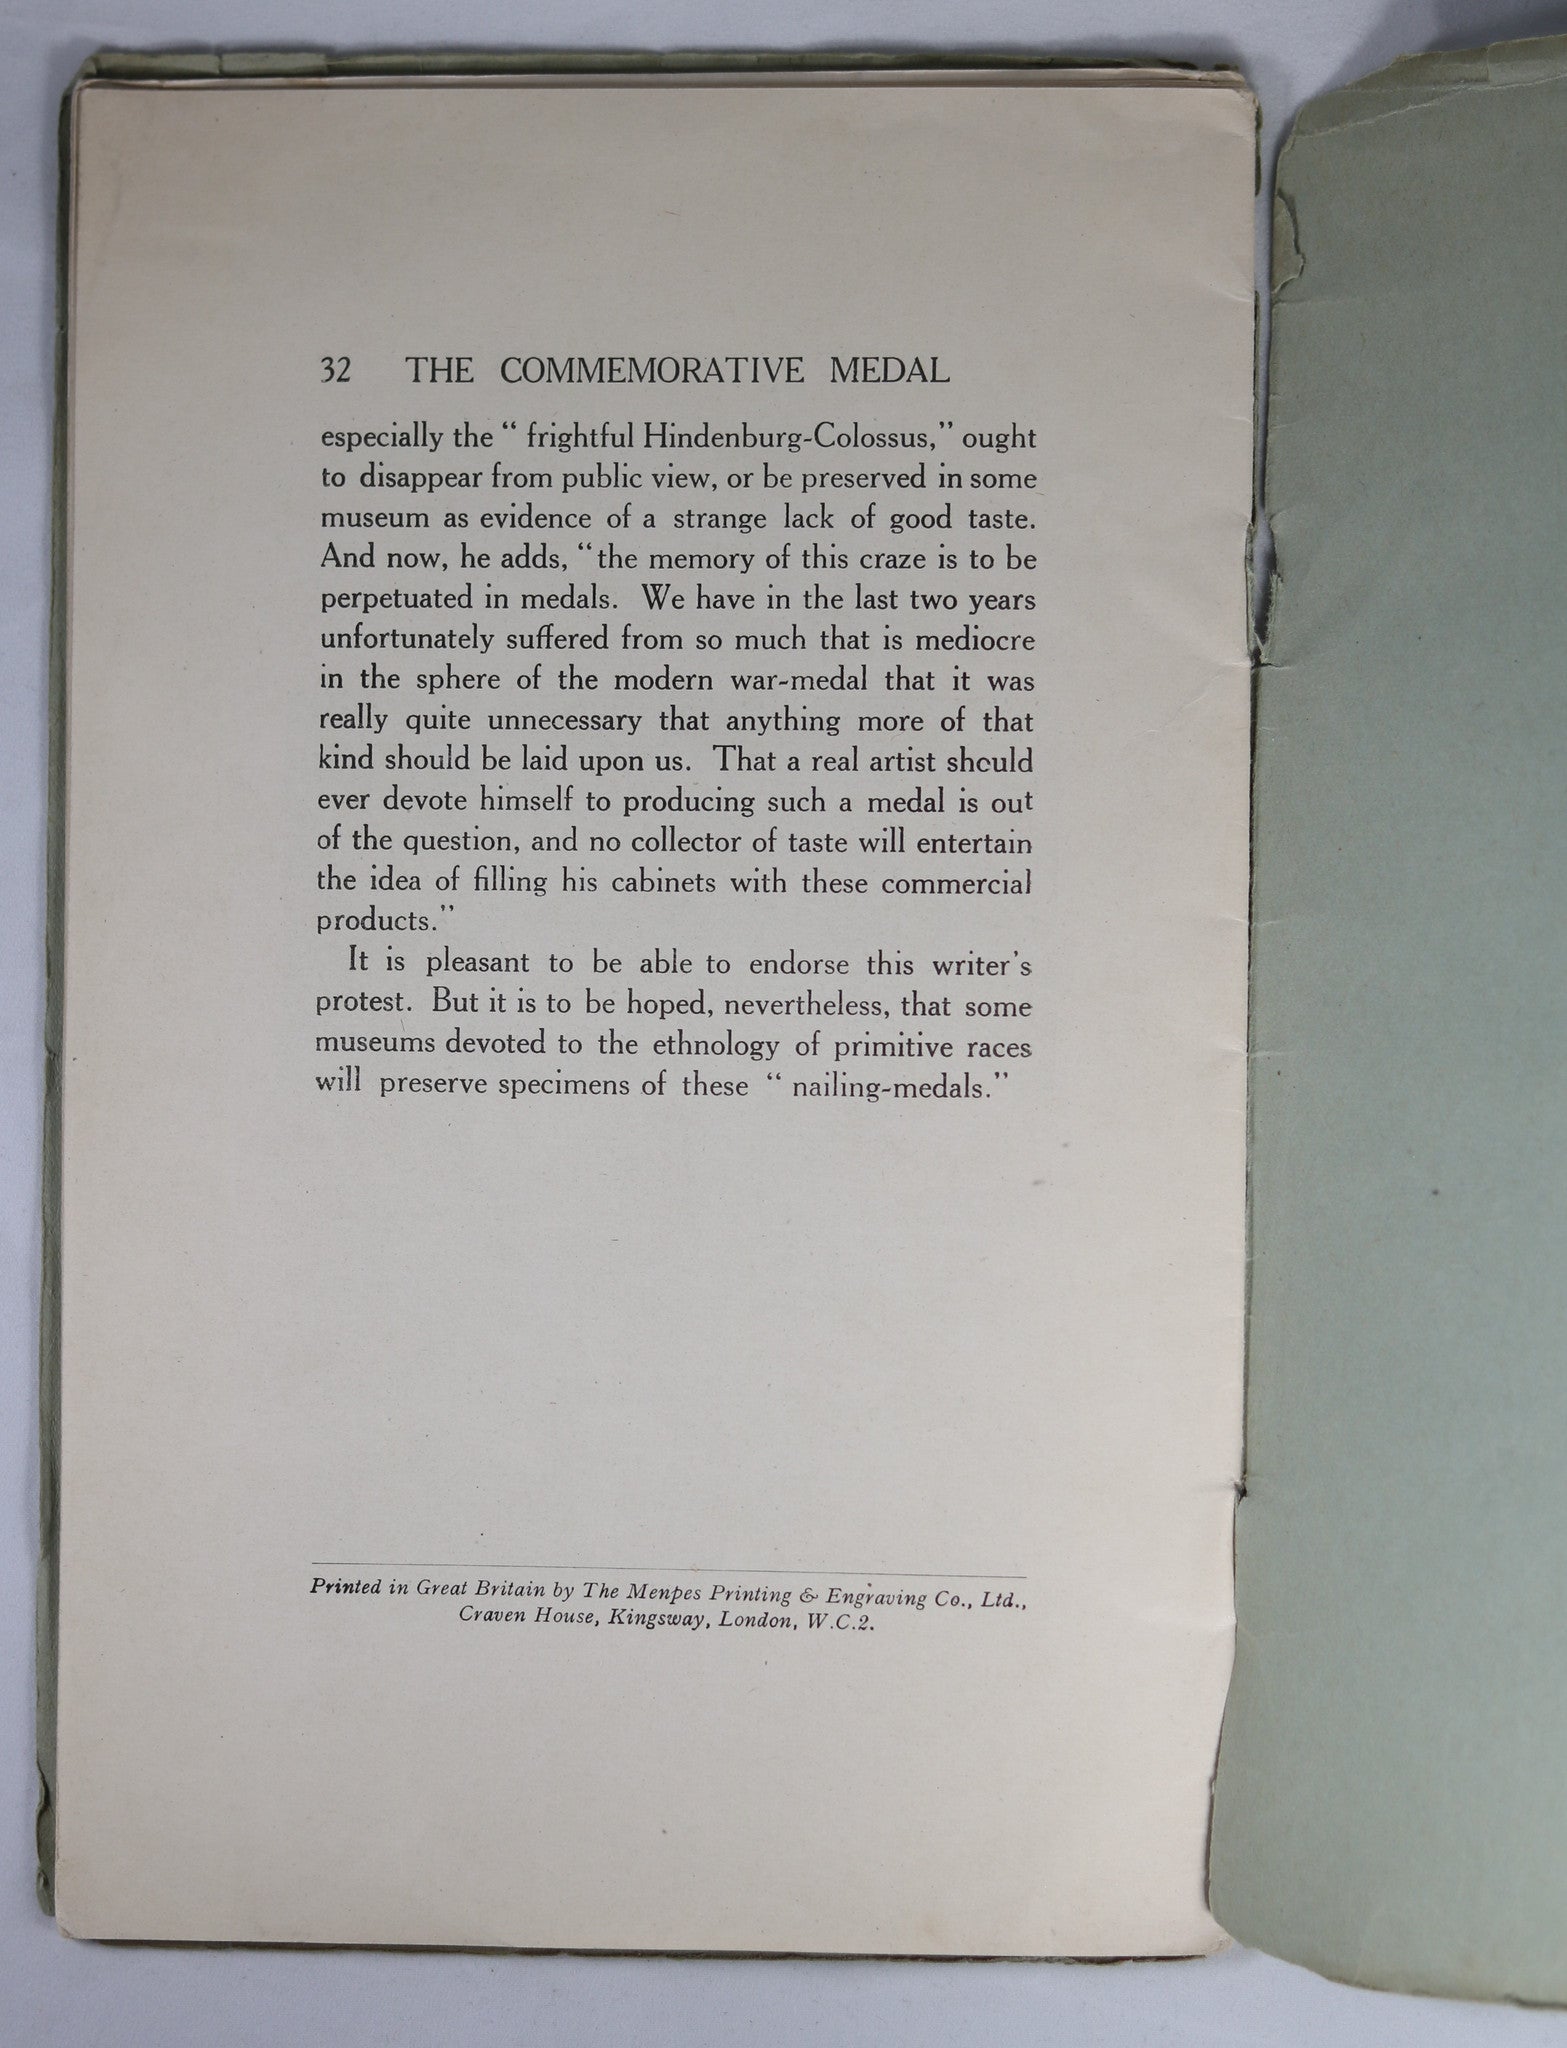 32 THE COMMEMORATIVE MEDAL
especially the “ frightful Hindenburg-Colossus,” ought
to disappear from public view, or be preserved in some
museum as evidence of a strange lack of good taste.
And now, he adds, “the memory of this craze is to be
perpetuated in medals. We have in the last two years
unfortunately suffered from so much that is mediocre
in the sphere of the modern war-medal that it was
really quite unnecessary that anything more of that
kind should be laid upon us. That a real artist should
ever devote himself to producing such a medal is out
of the question, and no collector of taste will entertain
the idea of filling his cabinets with these commercial
products.”
It is pleasant to be able to endorse this writer’s
protest. But it is to be hoped, nevertheless, that some
museums devoted to the ethnology of primitive races
will preserve specimens of these “ nailing-medals.”
Printed in Great Britain by The Menpes Printing & Engraving Co., Ltd.,
Craven House, Kingsway, London, W.C.2.